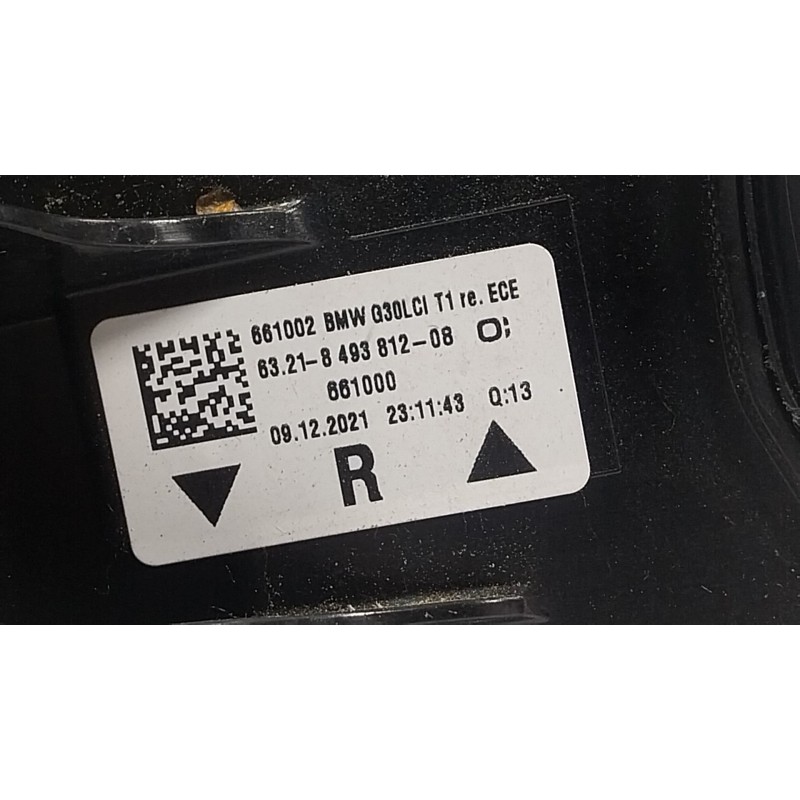 661002 BMW G30LCI T1 re. ECE
63.21-8 493 812-08
661000
09.12.2021 23:11:43 Q:13
R